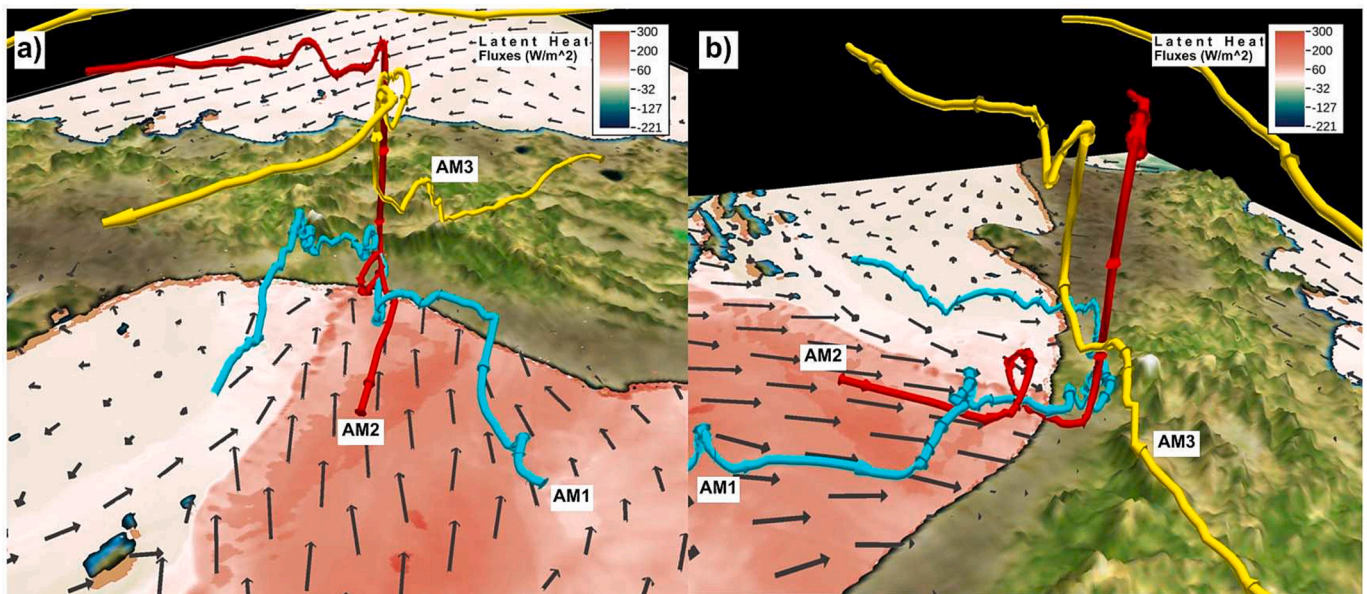 a)
Latent Heat
Fluxes (W/m^2)
300
200
60
-32
-127
-221
AM3
AM2
AM1
b)
Latent Heat
Fluxes (W/m^2)
300
200
60
-32
-127
-221
AM2
AM3
AM1